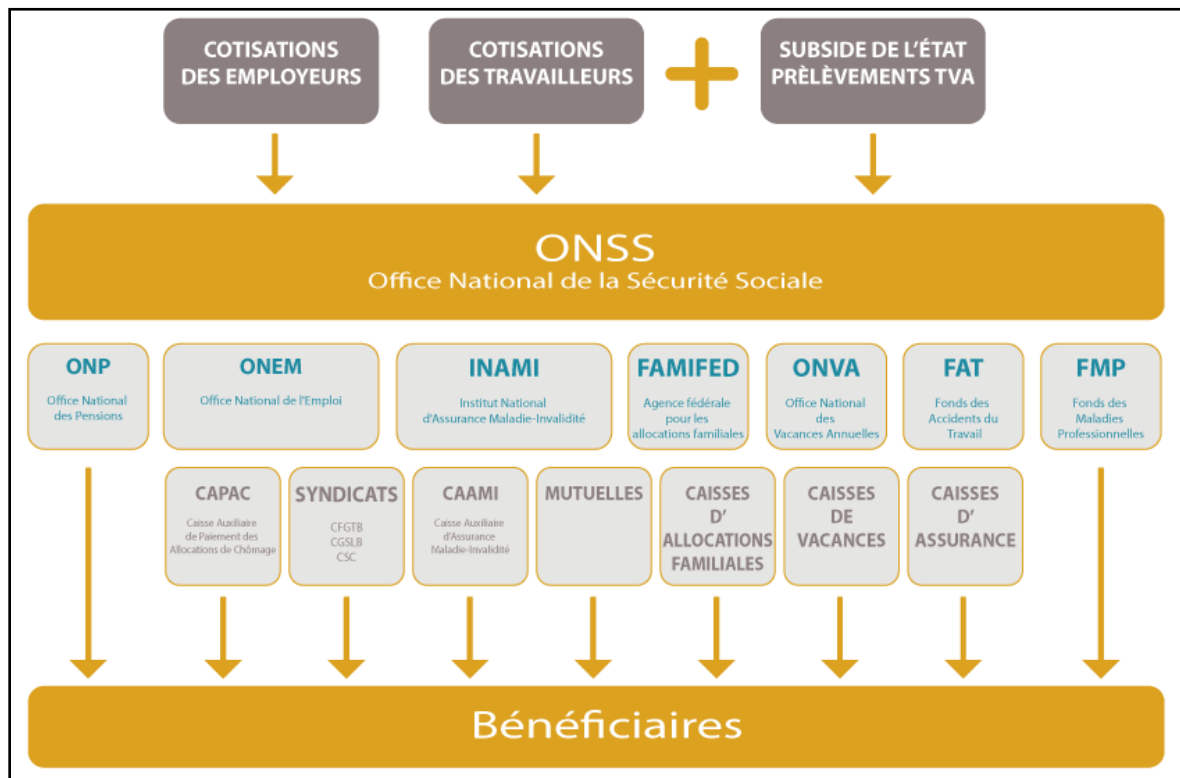 COTISATIONS
DES EMPLOYEURS
COTISATIONS
DES TRAVAILLEURS
SUBSIDE DE L'ÉTAT
PRÈLÈVEMENTS TVA
ONSS
Office National de la Sécurité Sociale
ONP
Office National
des Pensions
ONEM
Office National de l'Emploi
INAMI
Institut National
d'Assurance Maladie-Invalidité
FAMIFED
Agence fédérale
pour les
allocations familiales
ONVA
Office National
des
Vacances Annuelles
FAT
Fonds des
Accidents du
Travail
FMP
Fonds des
Maladies
Professionnelles
CAPAC
Caisse Auxiliaire
de Paiement des
Allocations de Chômage
SYNDICATS
CFGTB
CGSLB
CSC
CAAMI
Caisse Auxiliaire
d'Assurance
Maladie-Invalidité
MUTUELLES
CAISSES
D'
ALLOCATIONS
FAMILIALES
CAISSES
DE
VACANCES
CAISSES
D'
ASSURANCE
Bénéficiaires